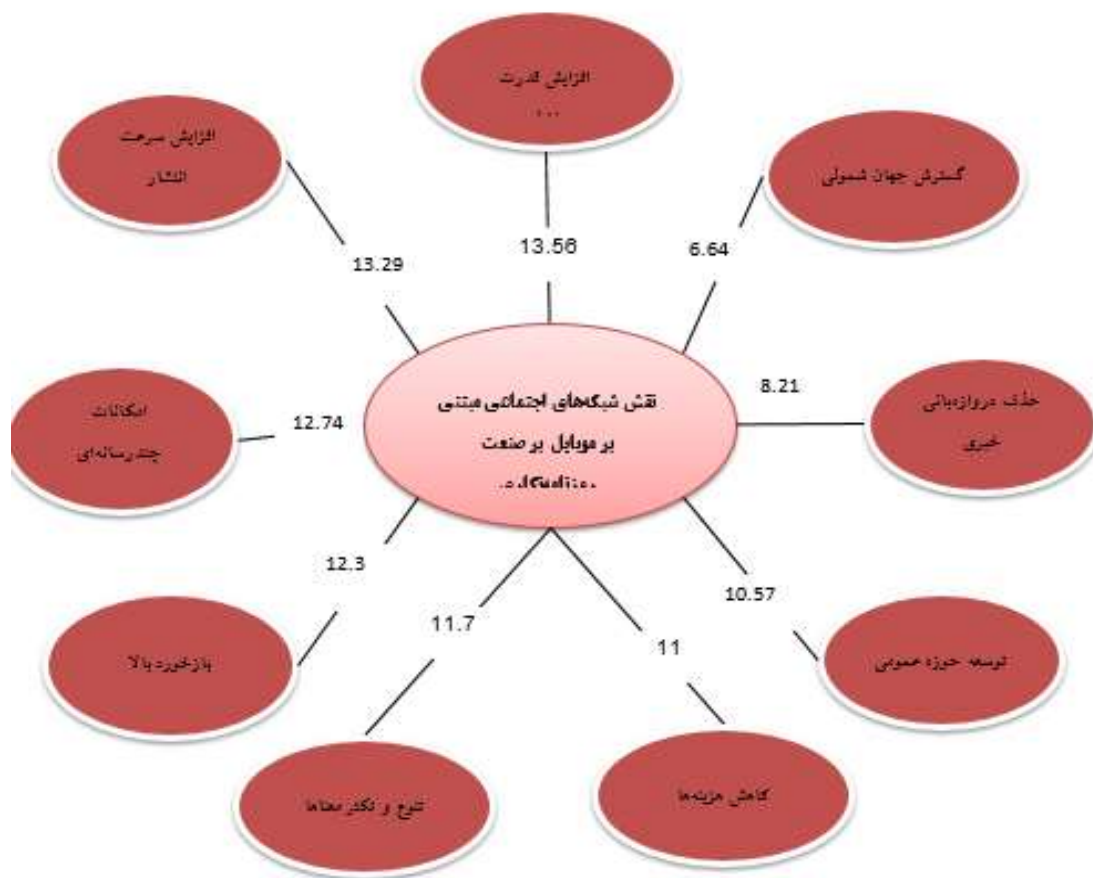 افزایش قدرت
...
افزایش سرعت
انتشار
گسترش جهان شمولی
13.56
6.64
13.29
نقش شبکه‌های اجتماعی مبتنی
بر موبایل بر صنعت
حذف دروازه‌بانی
خبری
8.21
امکانات
چندرسانه‌ای
12.74
12.3
10.57
11.7
11
بازخورد بالا
توسعه حوزه عمومی
تنوع و تکثر معناها
کاهش هزینه‌ها